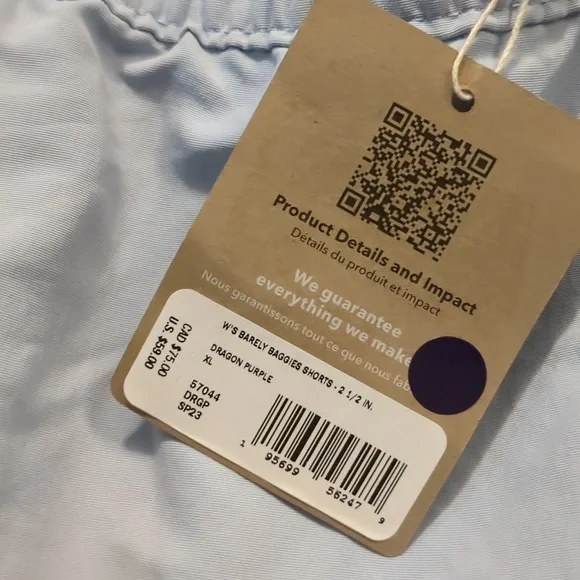 Product Details and Impact
Détails du produit et impact
We guarantee
everything we make
Nous garantissons tout ce que nous fab
CAD $75.00
U.S. $59.00
W'S BARELY BAGGIES SHORTS - 2 1/2 IN.
DRAGON PURPLE
XL
57044
DRGP
SP23
1 95699 56247 9